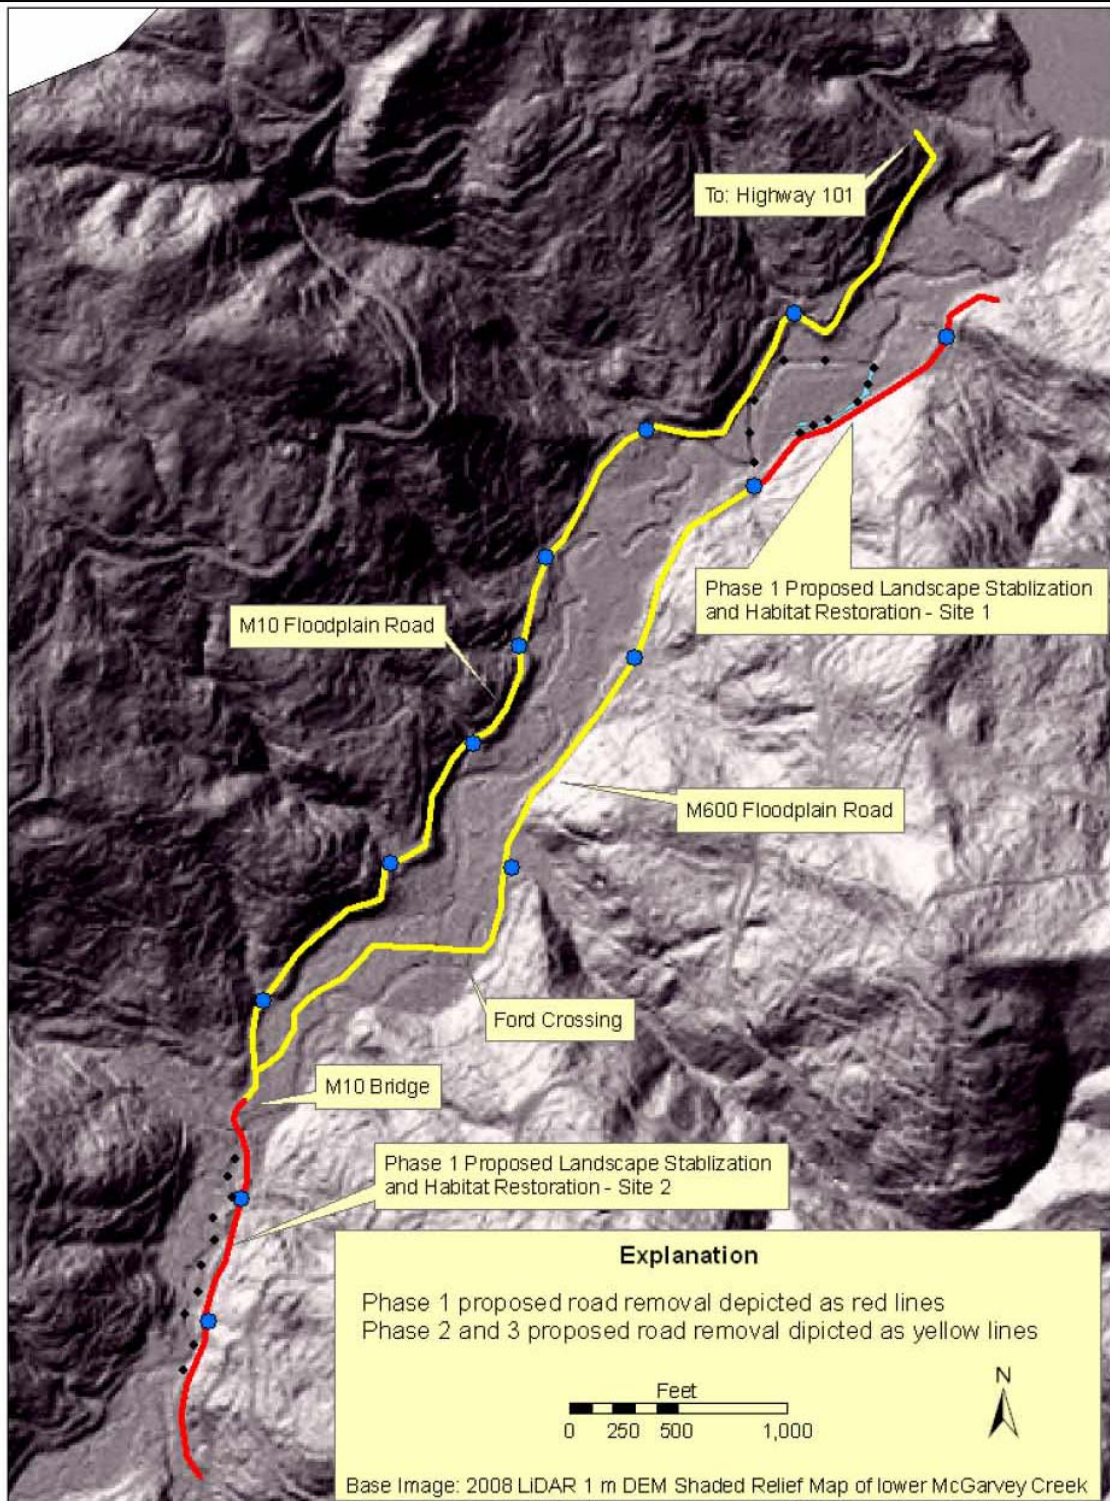 To: Highway 101
Phase 1 Proposed Landscape Stablization
and Habitat Restoration - Site 1
M10 Floodplain Road
M600 Floodplain Road
Ford Crossing
M10 Bridge
Phase 1 Proposed Landscape Stablization
and Habitat Restoration - Site 2
Explanation
Phase 1 proposed road removal depicted as red lines
Phase 2 and 3 proposed road removal dipicted as yellow lines
Feet
N
0 250 500 1,000
Base Image: 2008 LiDAR 1 m DEM Shaded Relief Map of lower McGarvey Creek